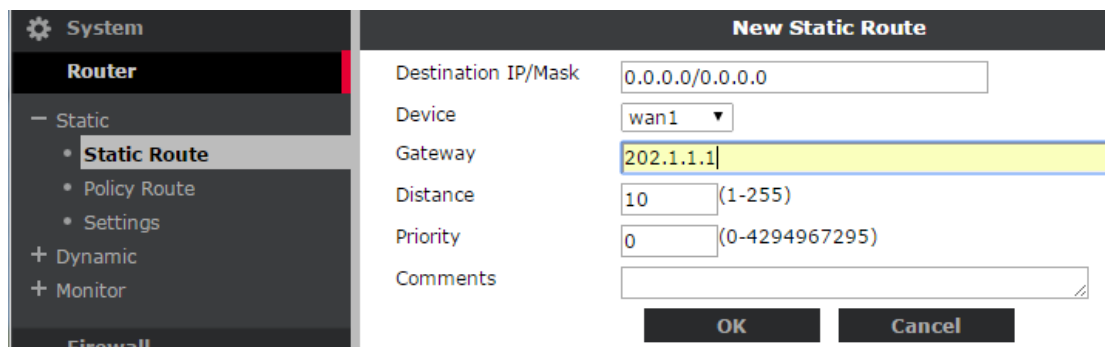 System
Router
Static
Static Route
Policy Route
Settings
Dynamic
Monitor
Firewall
New Static Route
Destination IP/Mask 0.0.0.0/0.0.0.0
Device wan1
Gateway 202.1.1.1
Distance 10 (1-255)
Priority 0 (0-4294967295)
Comments
OK Cancel